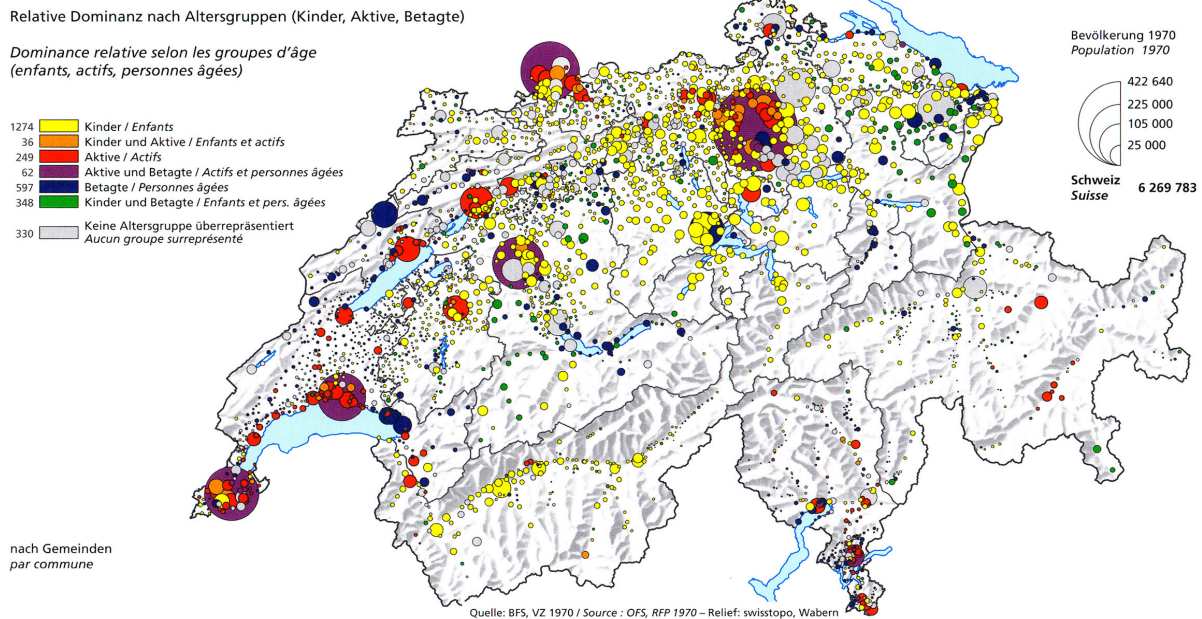 Relative Dominanz nach Altersgruppen (Kinder, Aktive, Betagte)
Dominance relative selon les groupes d'âge
(enfants, actifs, personnes âgées)
1274 Kinder / Enfants
36 Kinder und Aktive / Enfants et actifs
249 Aktive / Actifs
62 Aktive und Betagte / Actifs et personnes âgées
597 Betagte / Personnes âgées
348 Kinder und Betagte / Enfants et pers. âgées
330 Keine Altersgruppe überrepräsentiert
Aucun groupe surreprésenté
Bevölkerung 1970
Population 1970
422 640
225 000
105 000
25 000
Schweiz 6 269 783
Suisse
nach Gemeinden
par commune
Quelle: BFS, VZ 1970 / Source : OFS, RFP 1970 – Relief: swisstopo, Wabern